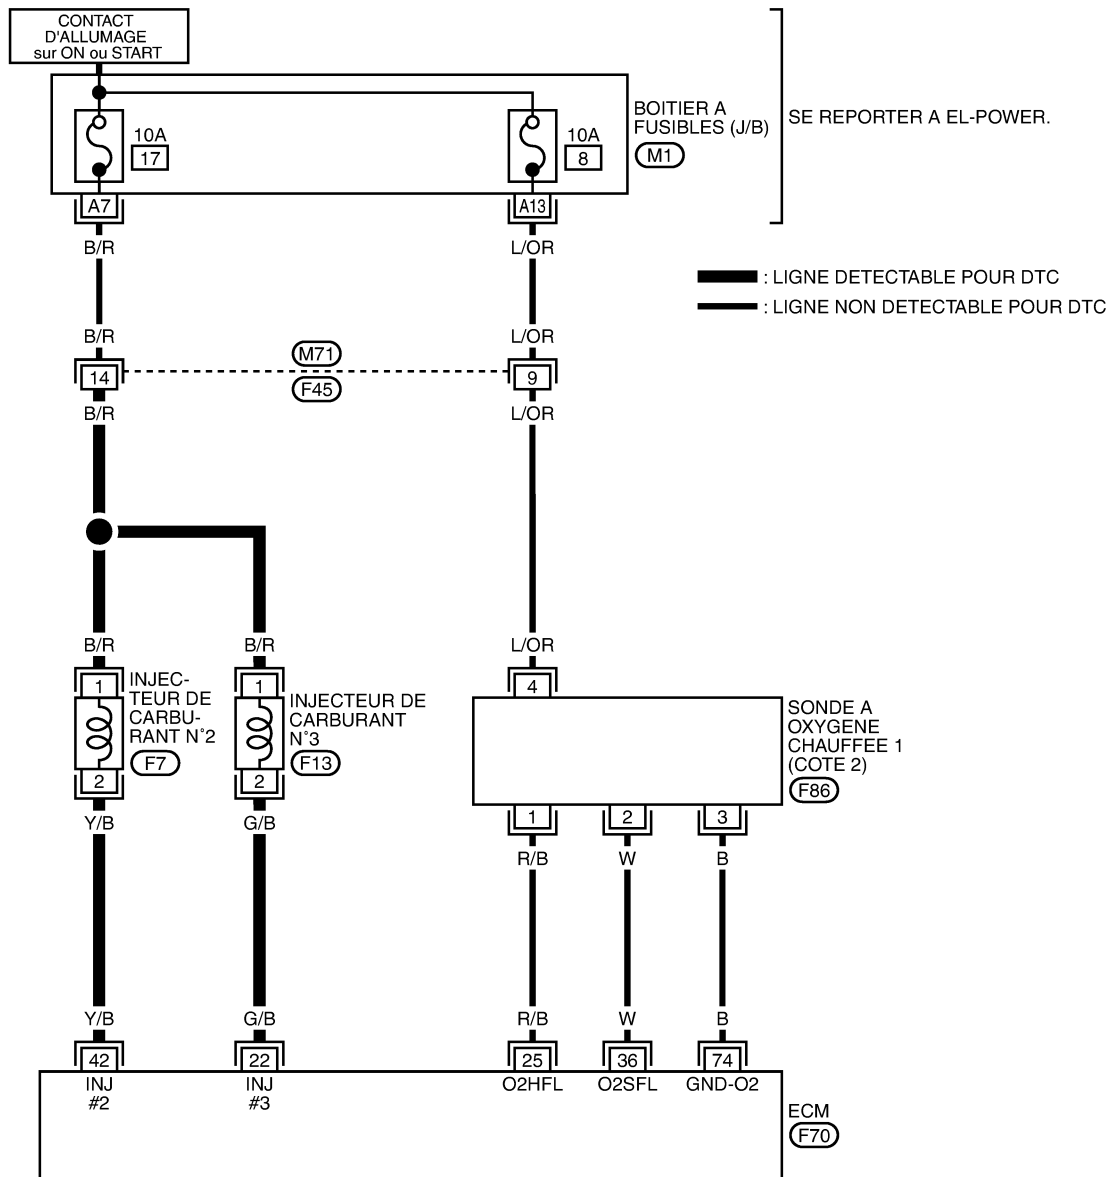 CONTACT
D'ALLUMAGE
sur ON ou START
10A
17
10A
8
BOITIER A
FUSIBLES (J/B)
M1
SE REPORTER A EL-POWER.
A7
A13
B/R
L/OR
: LIGNE DETECTABLE POUR DTC
: LIGNE NON DETECTABLE POUR DTC
B/R
L/OR
M71
14
9
F45
B/R
L/OR
B/R
B/R
L/OR
1
1
4
INJEC-
TEUR DE
CARBU-
RANT N°2
F7
INJECTEUR DE
CARBURANT
N°3
F13
SONDE A
OXYGENE
CHAUFFEE 1
(COTE 2)
F86
2
2
1
2
3
Y/B
G/B
R/B
W
B
Y/B
G/B
R/B
W
B
42
22
25
36
74
INJ
#2
INJ
#3
O2HFL
O2SFL
GND-O2
ECM
F70